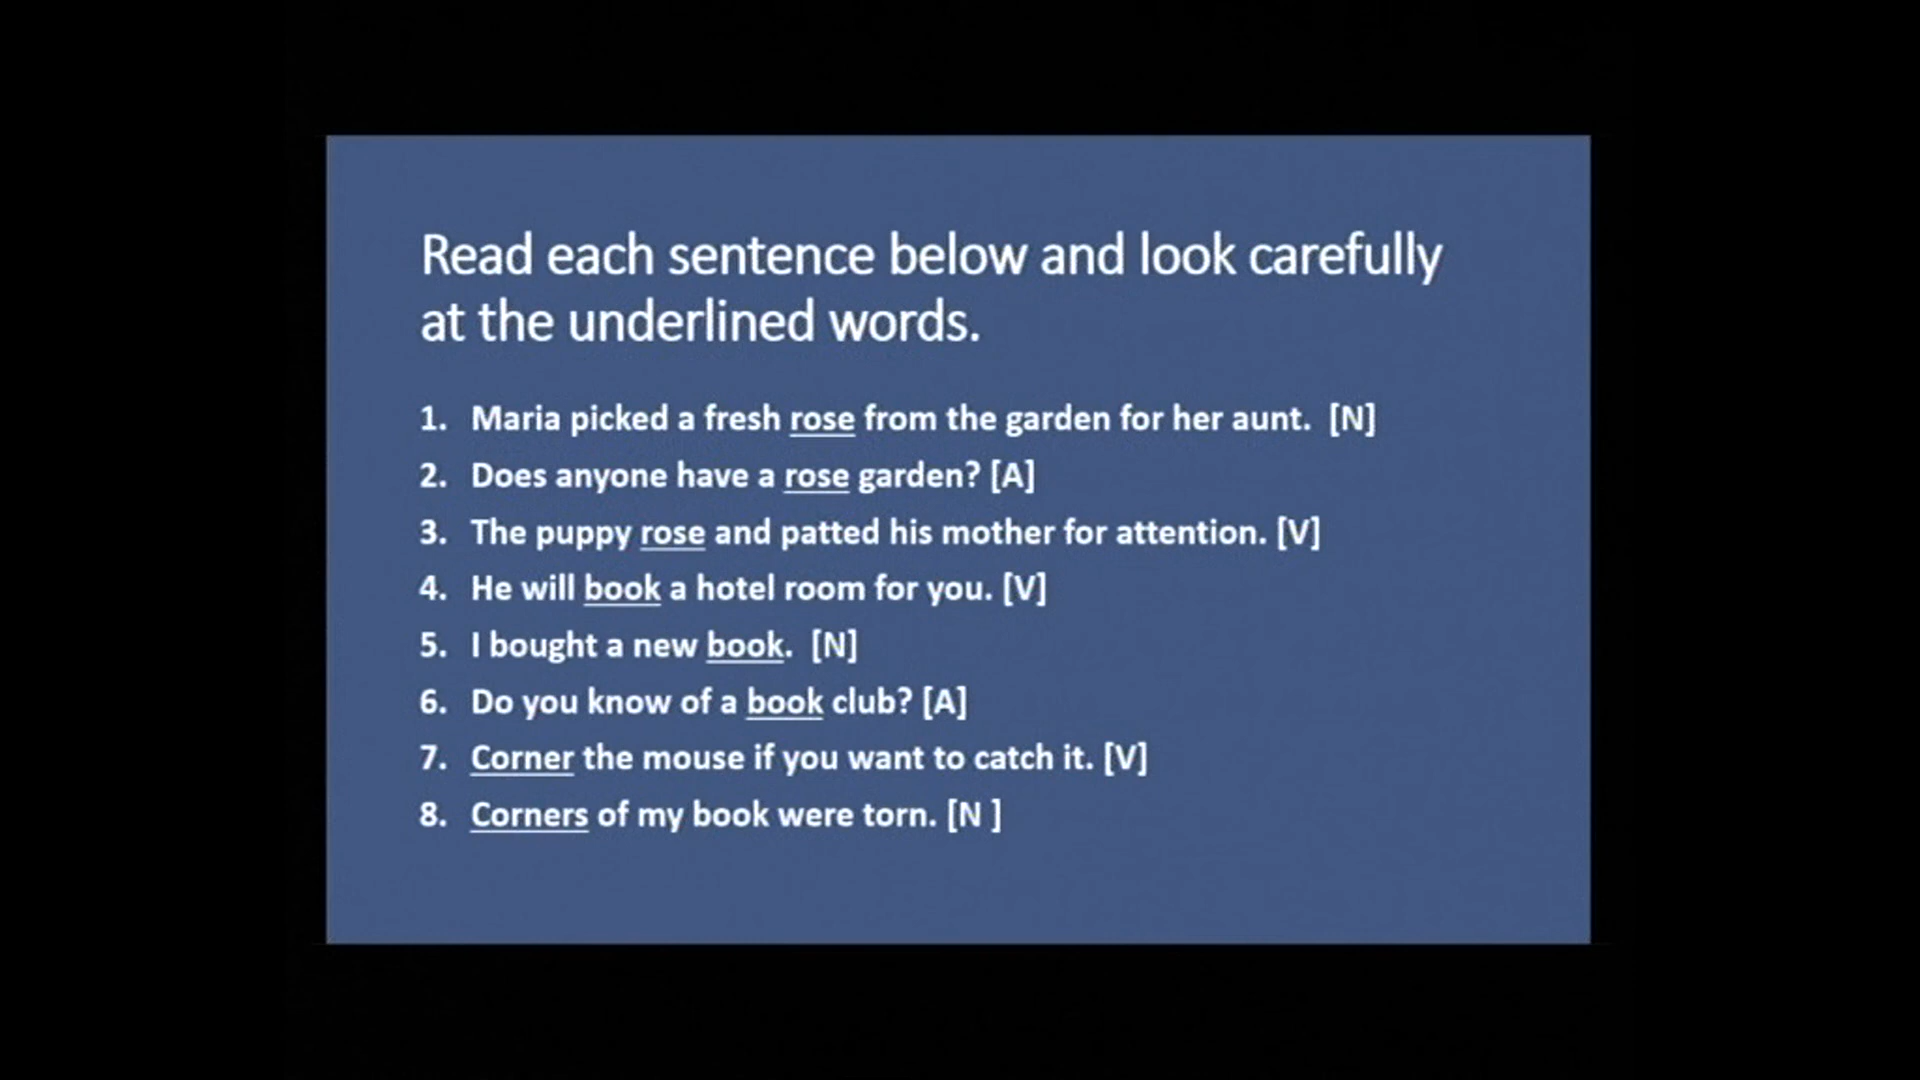 Read each sentence below and look carefully
at the underlined words.
1. Maria picked a fresh rose from the garden for her aunt. [N]
2. Does anyone have a rose garden? [A]
3. The puppy rose and patted his mother for attention. [V]
4. He will book a hotel room for you. [V]
5. I bought a new book. [N]
6. Do you know of a book club? [A]
7. Corner the mouse if you want to catch it. [V]
8. Corners of my book were torn. [N ]